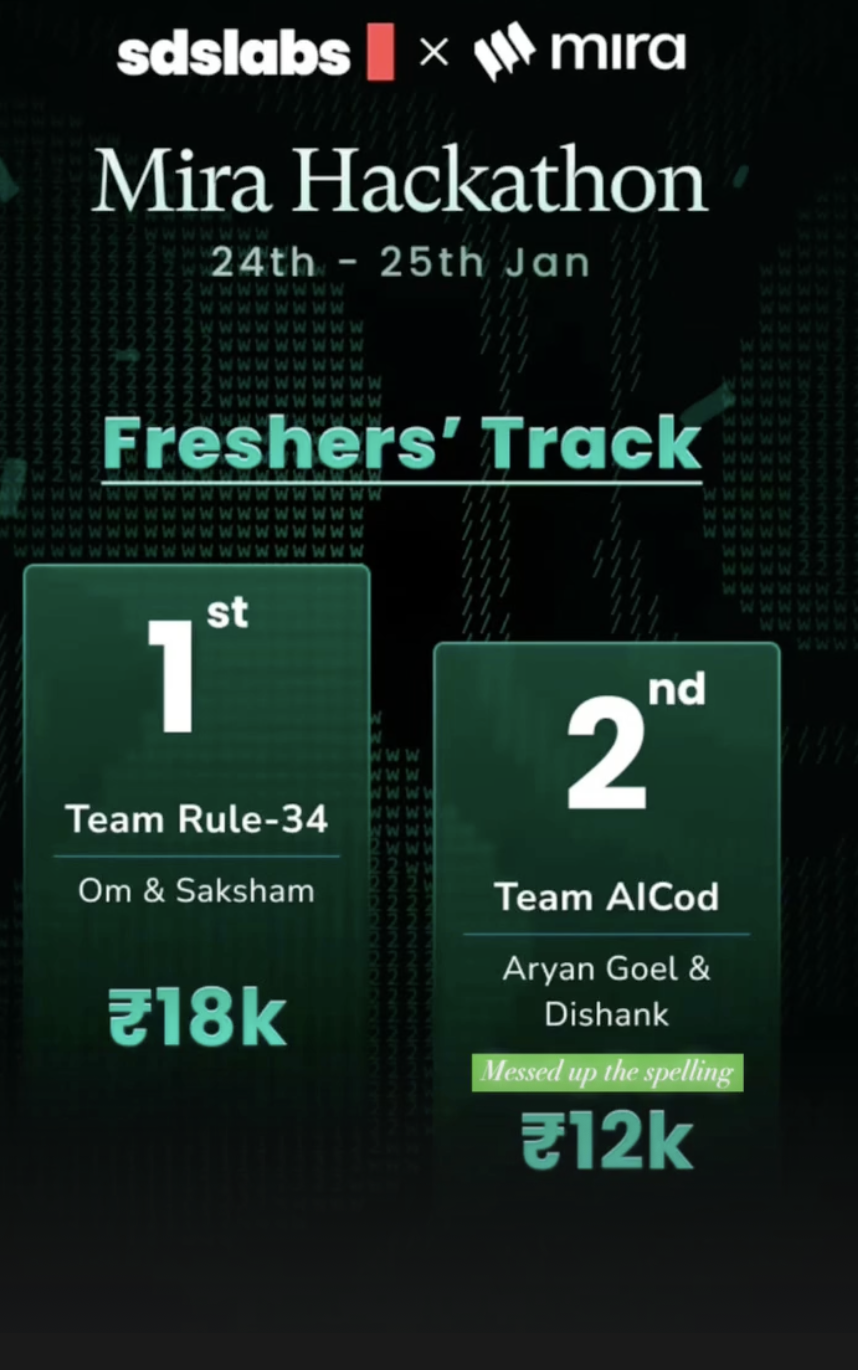 sdslabs × mira
Mira Hackathon
24th - 25th Jan
Freshers’ Track
1st
Team Rule-34
Om & Saksham
₹18k
2nd
Team AICod
Aryan Goel &
Dishank
Messed up the spelling
₹12k